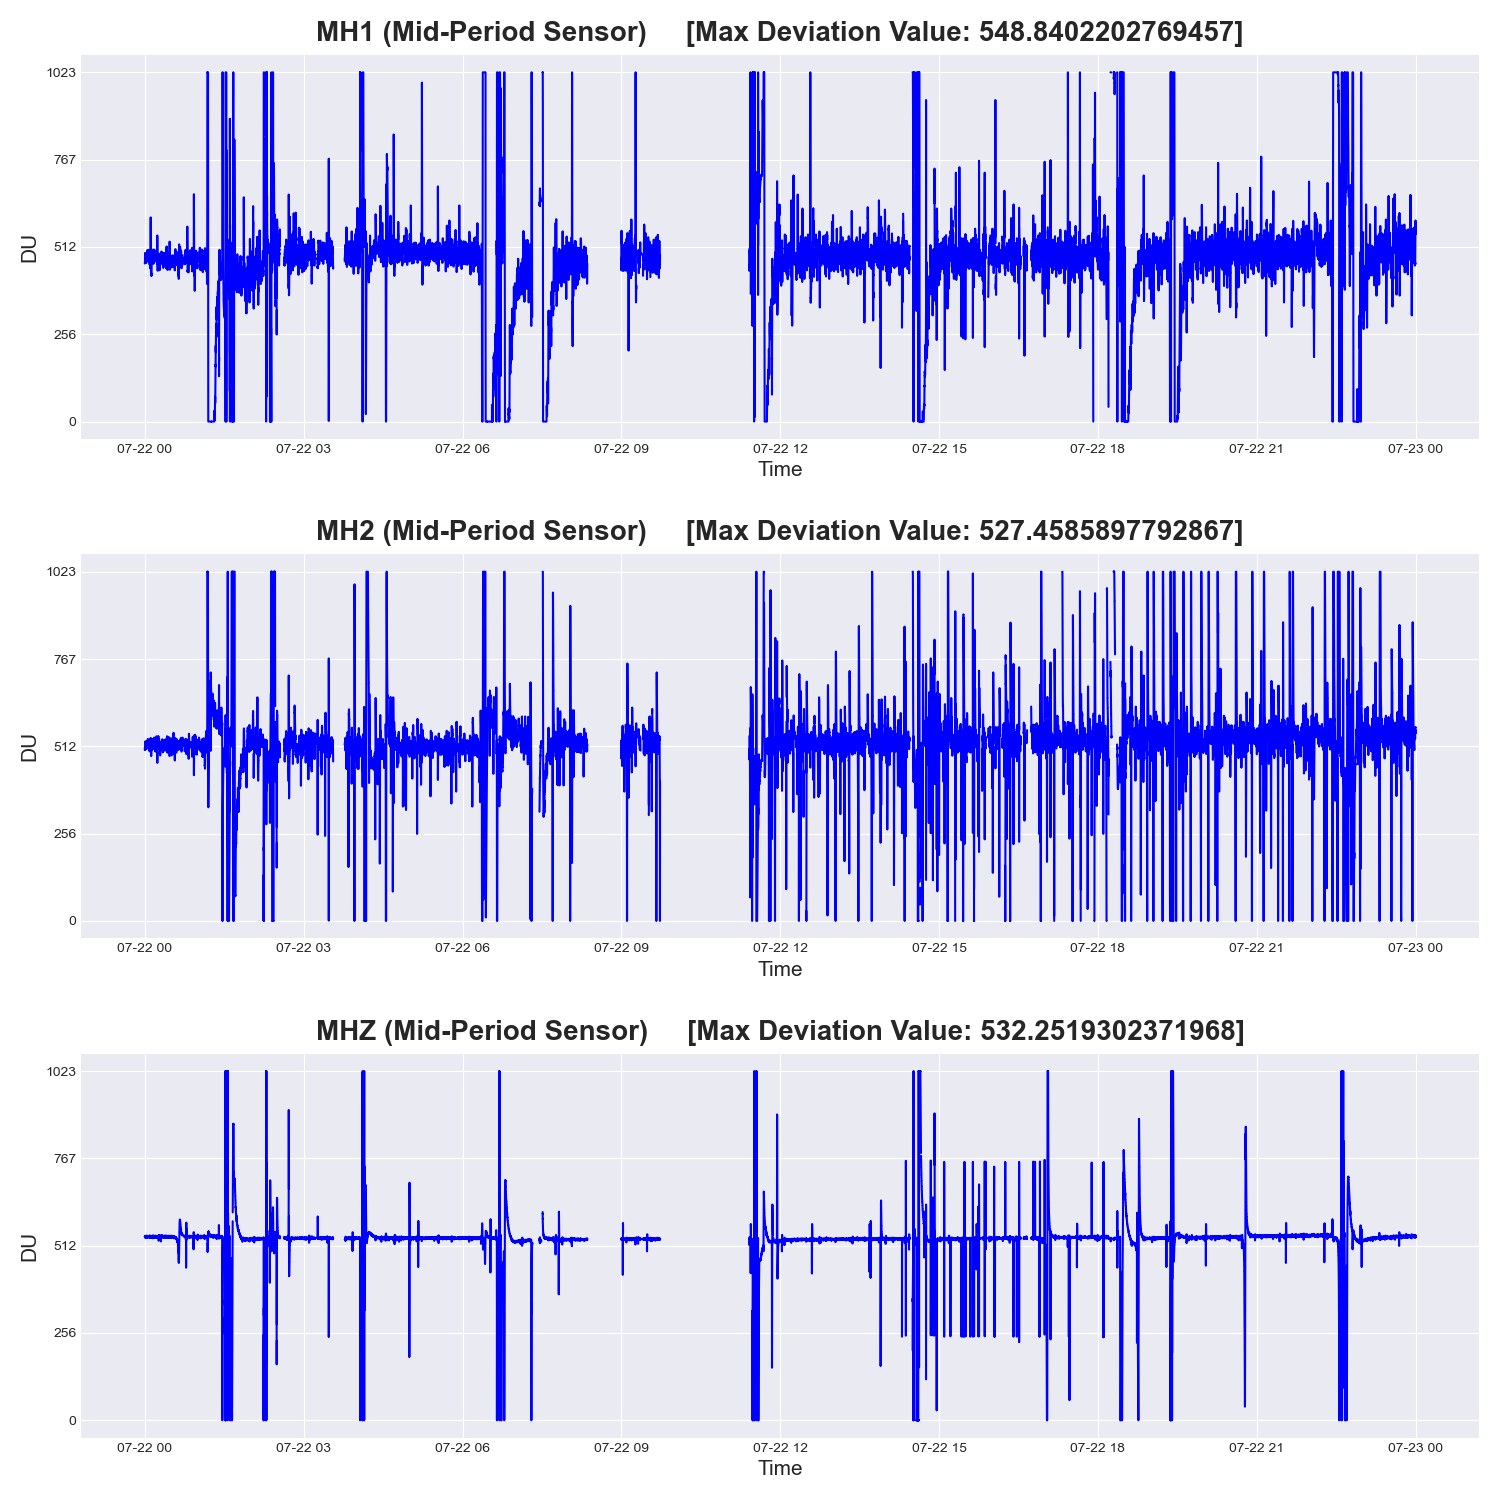 MH1 (Mid-Period Sensor) [Max Deviation Value: 548.8402202769457]
1023
767
512
256
0
DU
07-22 00 07-22 03 07-22 06 07-22 09 07-22 12 07-22 15 07-22 18 07-22 21 07-23 00
Time
MH2 (Mid-Period Sensor) [Max Deviation Value: 527.4585897792867]
1023
767
512
256
0
DU
07-22 00 07-22 03 07-22 06 07-22 09 07-22 12 07-22 15 07-22 18 07-22 21 07-23 00
Time
MHZ (Mid-Period Sensor) [Max Deviation Value: 532.2519302371968]
1023
767
512
256
0
DU
07-22 00 07-22 03 07-22 06 07-22 09 07-22 12 07-22 15 07-22 18 07-22 21 07-23 00
Time